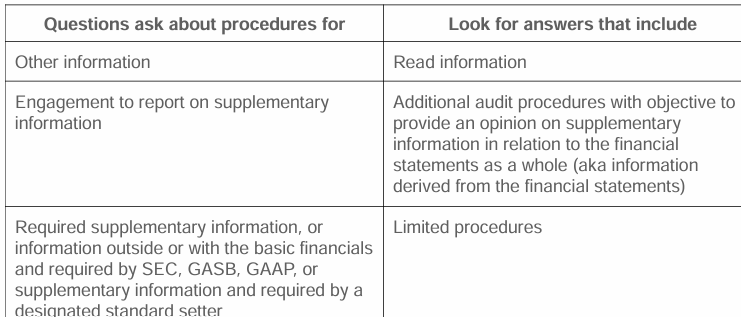 Questions ask about procedures for
Look for answers that include
Other information
Read information
Engagement to report on supplementary
information
Additional audit procedures with objective to
provide an opinion on supplementary
information in relation to the financial
statements as a whole (aka information
derived from the financial statements)
Required supplementary information, or
information outside or with the basic financials
and required by SEC, GASB, GAAP, or
supplementary information and required by a
designated standard setter
Limited procedures